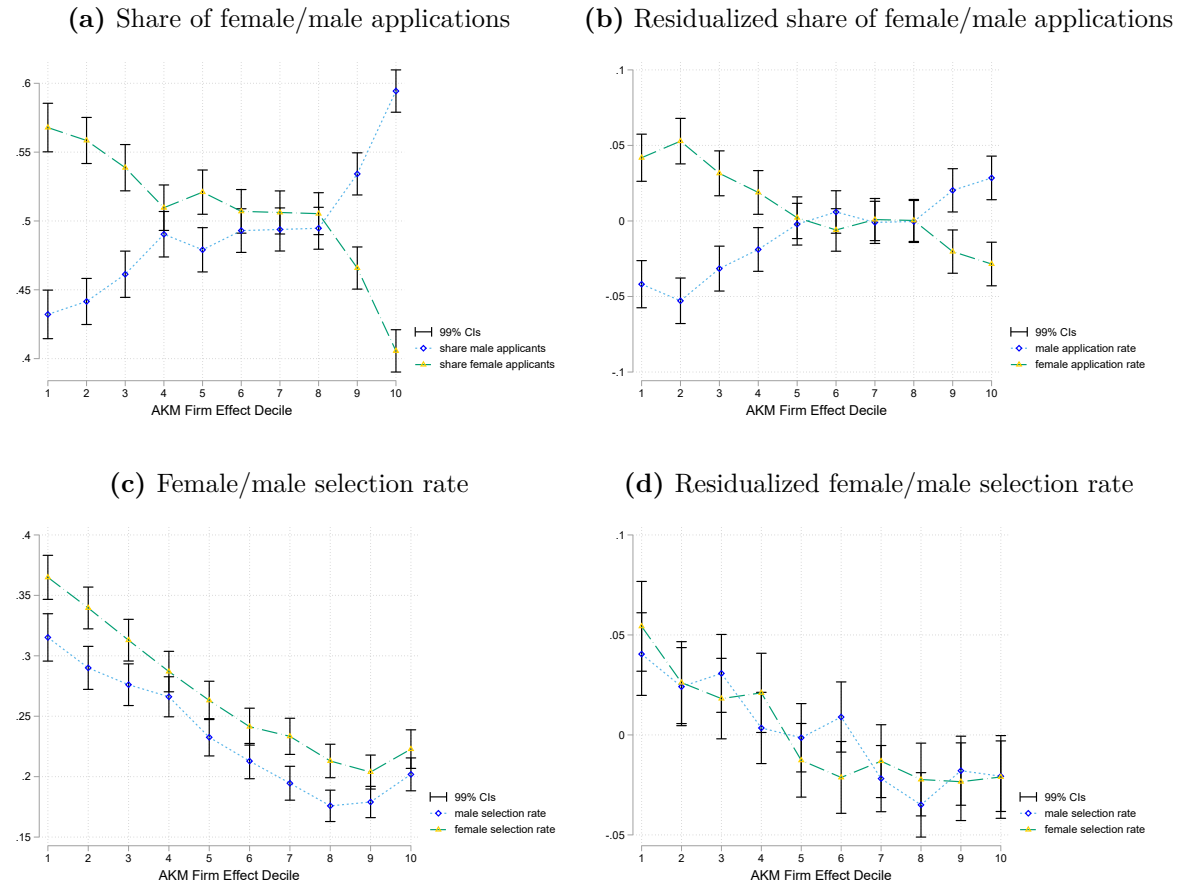 (a) Share of female/male applications
.6
.55
.5
.45
.4
1 2 3 4 5 6 7 8 9 10
AKM Firm Effect Decile
99% CIs
share male applicants
share female applicants
(b) Residualized share of female/male applications
.1
.05
0
-.05
-.1
1 2 3 4 5 6 7 8 9 10
AKM Firm Effect Decile
99% CIs
male application rate
female application rate
(c) Female/male selection rate
.4
.35
.3
.25
.2
.15
1 2 3 4 5 6 7 8 9 10
AKM Firm Effect Decile
99% CIs
male selection rate
female selection rate
(d) Residualized female/male selection rate
.1
.05
0
-.05
1 2 3 4 5 6 7 8 9 10
AKM Firm Effect Decile
99% CIs
male selection rate
female selection rate